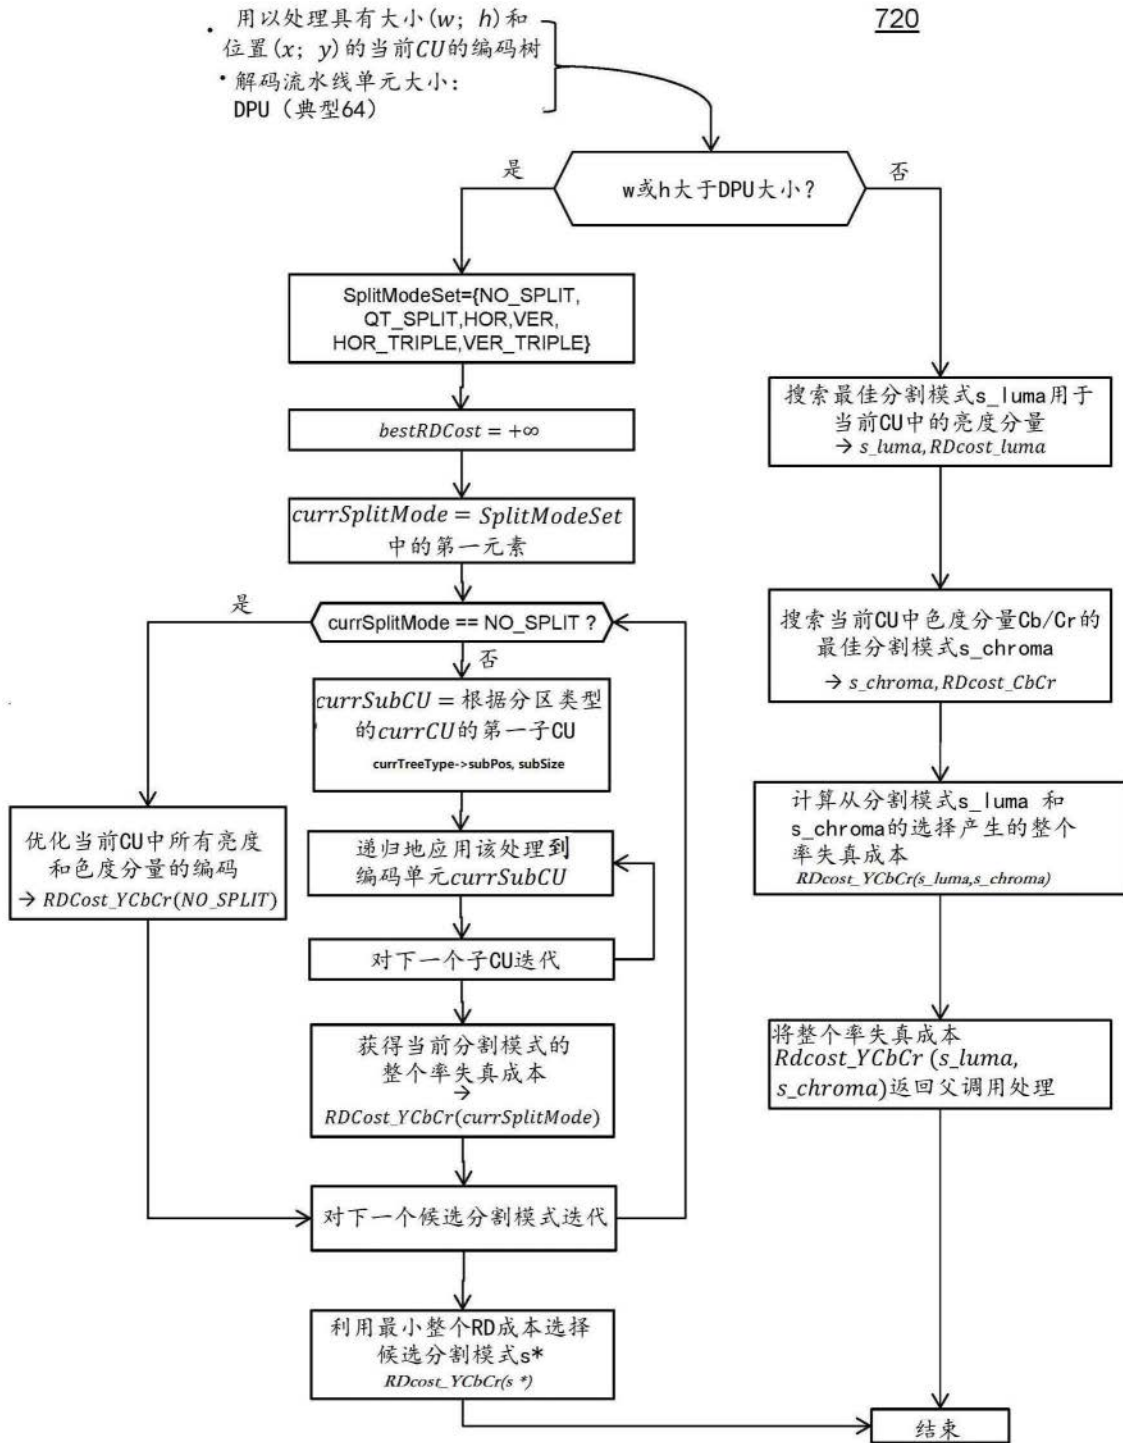 720
• 用以处理具有大小(w; h)和
位置(x; y)的当前CU的编码树
• 解码流水线单元大小:
DPU (典型64)
w或h大于DPU大小?
是
否
SplitModeSet={NO_SPLIT,
QT_SPLIT,HOR,VER,
HOR_TRIPLE,VER_TRIPLE}
bestRDCost = +∞
currSplitMode = SplitModeSet
中的第一元素
currSplitMode == NO_SPLIT ?
是
否
currSubCU = 根据分区类型
的currCU的第一子CU
currTreeType->subPos, subSize
优化当前CU中所有亮度
和色度分量的编码
→ RDCost_YCbCr(NO_SPLIT)
递归地应用该处理到
编码单元currSubCU
对下一个子CU迭代
获得当前分割模式的
整个率失真成本
→
RDCost_YCbCr(currSplitMode)
对下一个候选分割模式迭代
利用最小整个RD成本选择
候选分割模式s*
RDcost_YCbCr(s *)
搜索最佳分割模式s_luma用于
当前CU中的亮度分量
→ s_luma, RDcost_luma
搜索当前CU中色度分量Cb/Cr的
最佳分割模式s_chroma
→ s_chroma, RDcost_CbCr
计算从分割模式s_luma 和
s_chroma的选择产生的整个
率失真成本
RDcost_YCbCr(s_luma,s_chroma)
将整个率失真成本
Rdcost_YCbCr (s_luma,
s_chroma)返回父调用处理
结束